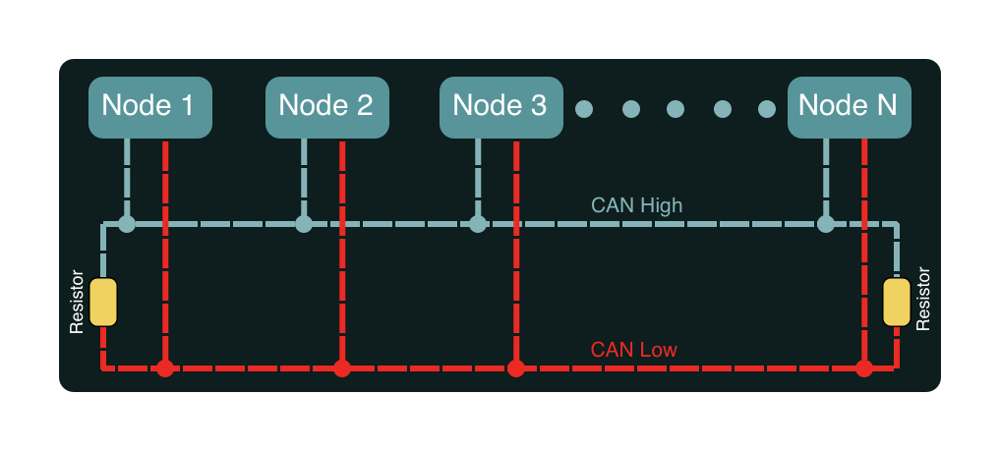 Node 1
Node 2
Node 3
Node N
CAN High
Resistor
Resistor
CAN Low